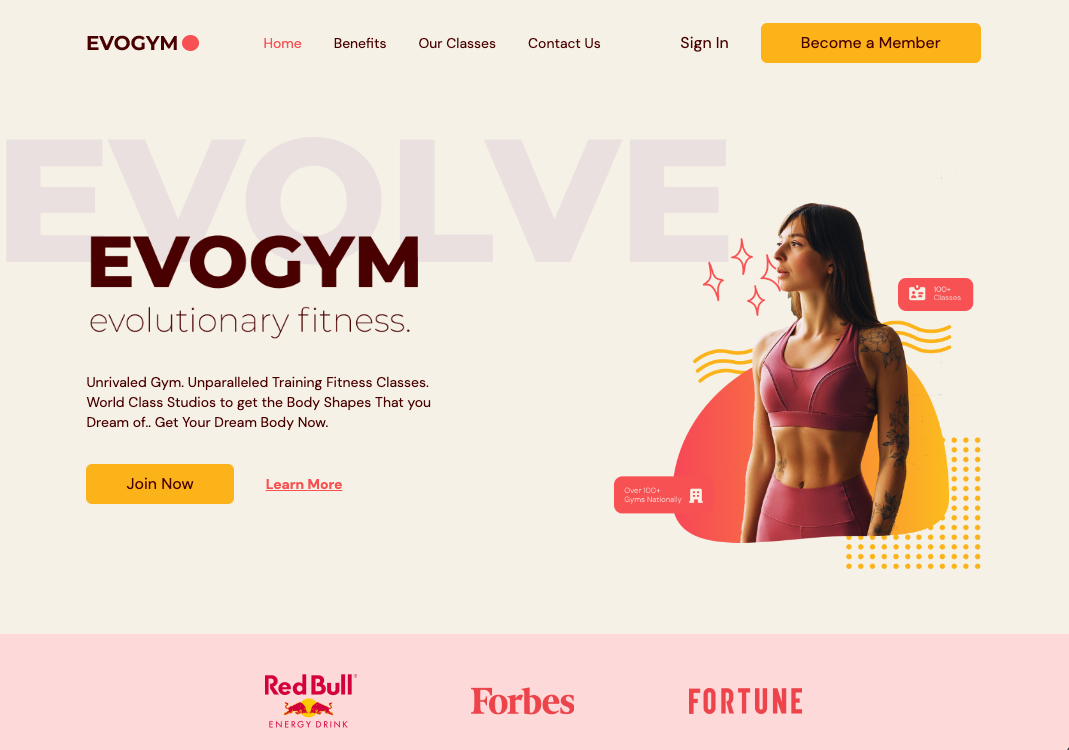 EVOGYM
Home
Benefits
Our Classes
Contact Us
Sign In
Become a Member
EVOLVE
EVOGYM
evolutionary fitness.
Unrivaled Gym. Unparalleled Training Fitness Classes.
World Class Studios to get the Body Shapes That you
Dream of.. Get Your Dream Body Now.
Join Now
Learn More
100+
Classes
Over 100+
Gyms Nationally
Red Bull
ENERGY DRINK
Forbes
FORTUNE